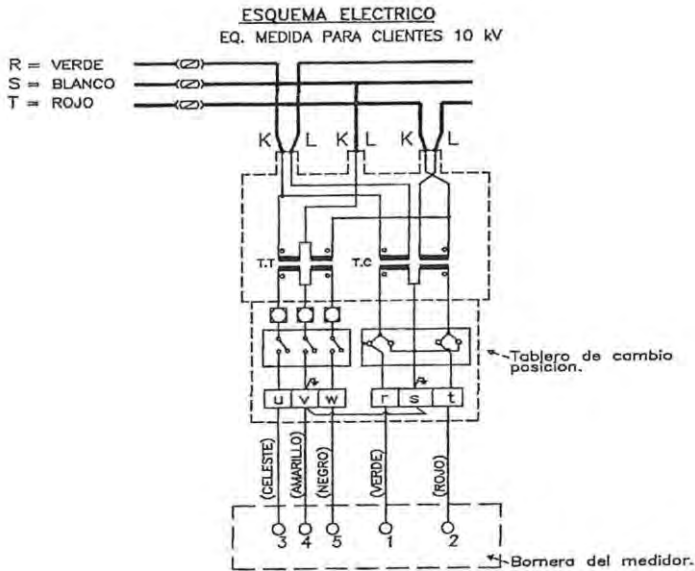 ESQUEMA ELECTRICO
EQ. MEDIDA PARA CLIENTES 10 kV
R = VERDE
S = BLANCO
T = ROJO
K L K L K L
T.T T.C
Tablero de cambio
posicion.
u v w r s t
(CELESTE) (AMARILLO) (NEGRO) (VERDE) (ROJO)
3 4 5 1 2
Bornera del medidor.